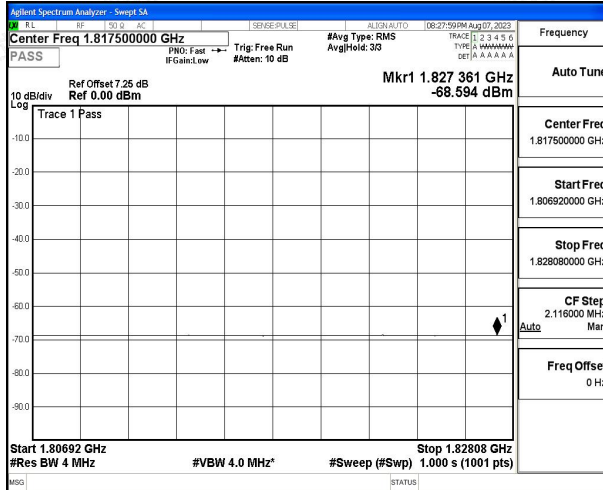 Agilent Spectrum Analyzer - Swept SA
RL RF 50 Ω AC SENSE:PULSE ALIGN AUTO 08:27:59 PM Aug 07, 2023
Center Freq 1.817500000 GHz
PASS
PNO: Fast
IFGain:Low
Trig: Free Run
#Atten: 10 dB
#Avg Type: RMS
Avg|Hold: 3/3
TRACE 1 2 3 4 5 6
TYPE A WWWWW
DET A A A A A A
Mkr1 1.827 361 GHz
-68.594 dBm
Ref Offset 7.25 dB
10 dB/div Ref 0.00 dBm
Log
Trace 1 Pass
-10.0
-20.0
-30.0
-40.0
-50.0
-60.0
-70.0
-80.0
-90.0
1
Start 1.80692 GHz Stop 1.82808 GHz
#Res BW 4 MHz #VBW 4.0 MHz* #Sweep (#Swp) 1.000 s (1001 pts)
MSG STATUS
Frequency
Auto Tune
Center Freq
1.817500000 GHz
Start Freq
1.806920000 GHz
Stop Freq
1.828080000 GHz
CF Step
2.116000 MHz
Auto Man
Freq Offset
0 Hz